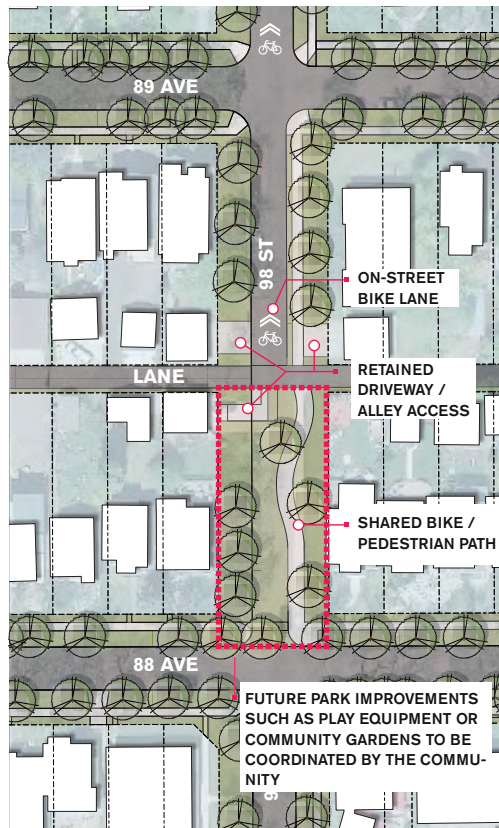 89 AVE
98 ST
ON-STREET
BIKE LANE
LANE
RETAINED
DRIVEWAY /
ALLEY ACCESS
SHARED BIKE /
PEDESTRIAN PATH
88 AVE
FUTURE PARK IMPROVEMENTS
SUCH AS PLAY EQUIPMENT OR
COMMUNITY GARDENS TO BE
COORDINATED BY THE COMMU-
NITY